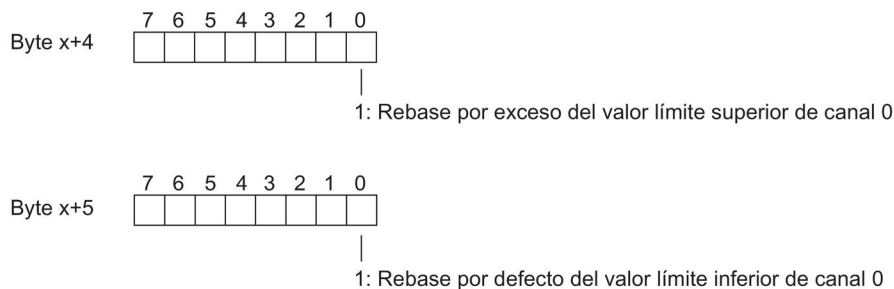 7 6 5 4 3 2 1 0
Byte x+4
1: Rebase por exceso del valor límite superior de canal 0
7 6 5 4 3 2 1 0
Byte x+5
1: Rebase por defecto del valor límite inferior de canal 0